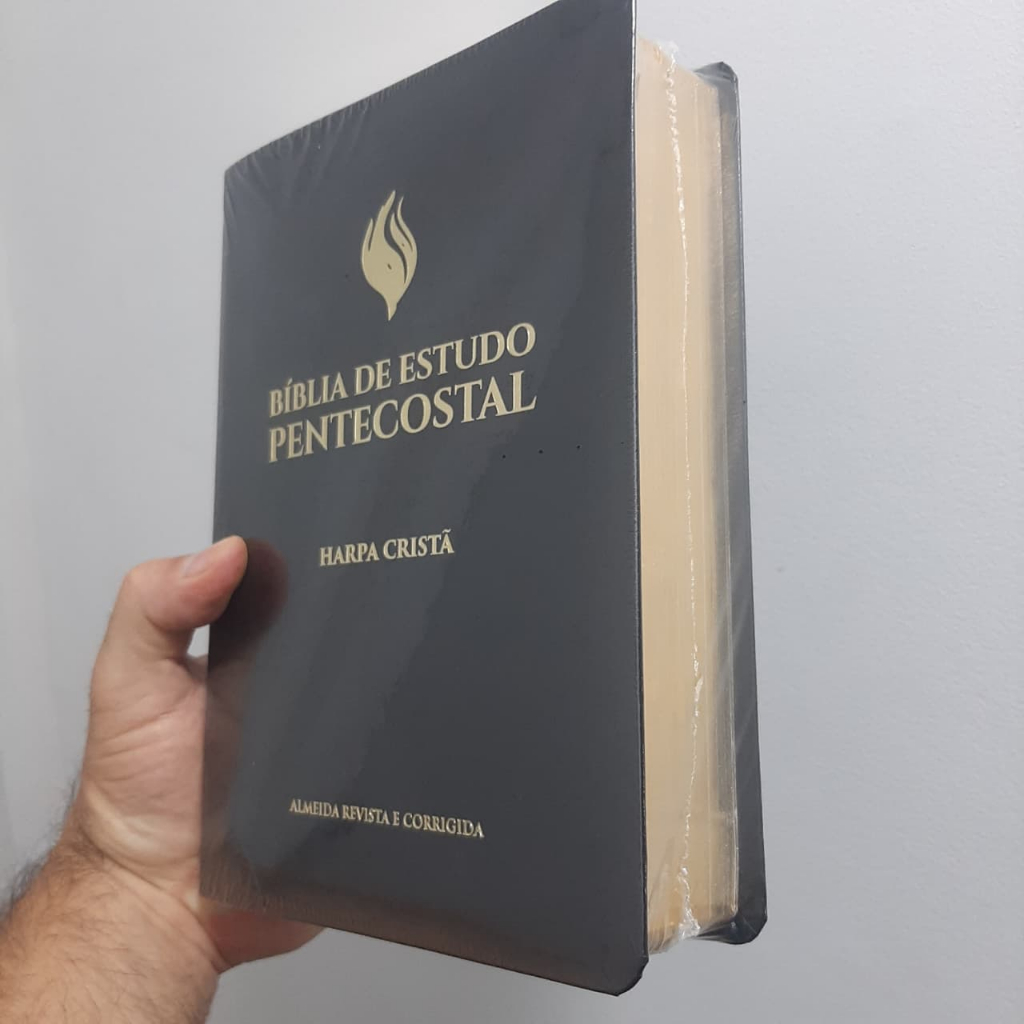 BÍBLIA DE ESTUDO
PENTECOSTAL
HARPA CRISTÃ
ALMEIDA REVISTA E CORRIGIDA